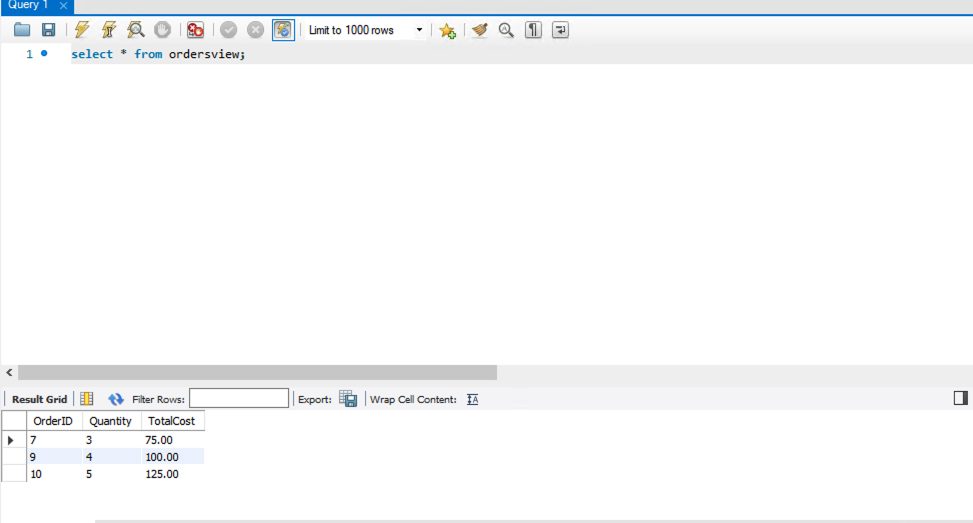 Query 1
Limit to 1000 rows
1 select * from ordersview;
Result Grid Filter Rows: Export: Wrap Cell Content: IA
OrderID Quantity TotalCost
7 3 75.00
9 4 100.00
10 5 125.00